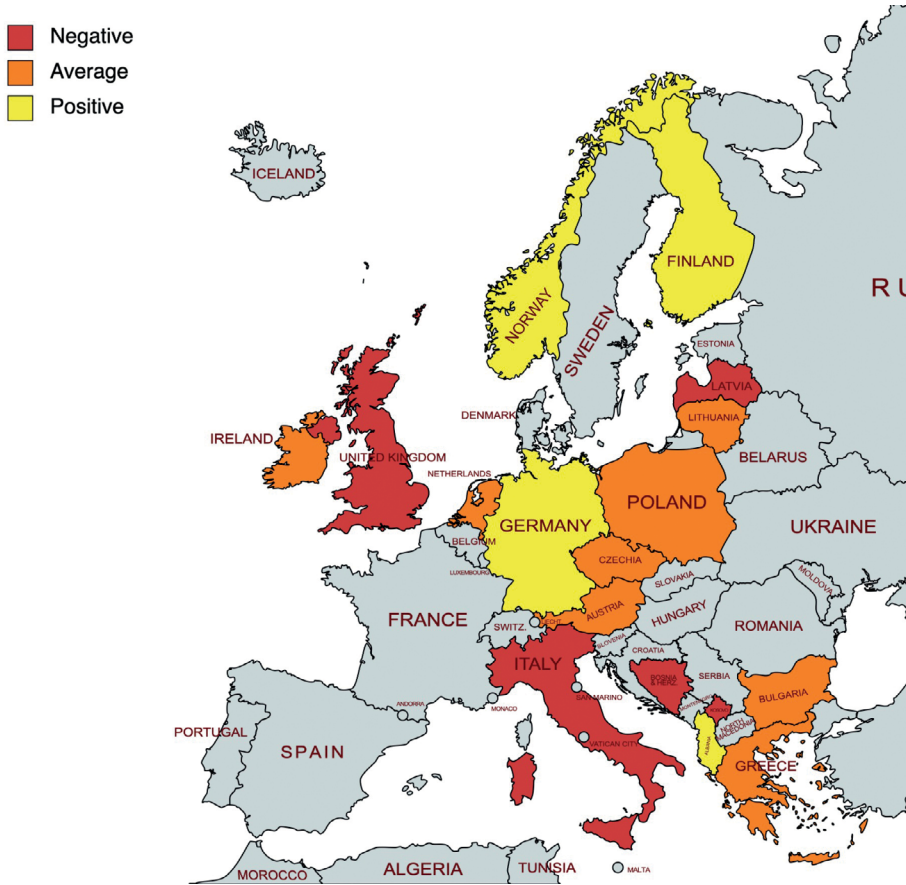 Negative
Average
Positive
ICELAND
FINLAND
R U
NORWAY
SWEDEN
ESTONIA
LATVIA
DENMARK
LITHUANIA
IRELAND
UNITED KINGDOM
BELARUS
NETHERLANDS
POLAND
GERMANY
UKRAINE
BELGIUM
CZECHIA
LUXEMBOURG
SLOVAKIA
MOLDOVA
FRANCE
AUSTRIA
HUNGARY
SWITZ.
ROMANIA
SLOVENIA
CROATIA
ITALY
SERBIA
BOSNIA
& HERZ.
SAN MARINO
BULGARIA
ANDORRA
MONACO
MONTENEGRO
KOSOVO
PORTUGAL
SPAIN
VATICAN CITY
NORTH
MACEDONIA
ALBANIA
GREECE
MOROCCO
ALGERIA
TUNISIA
MALTA